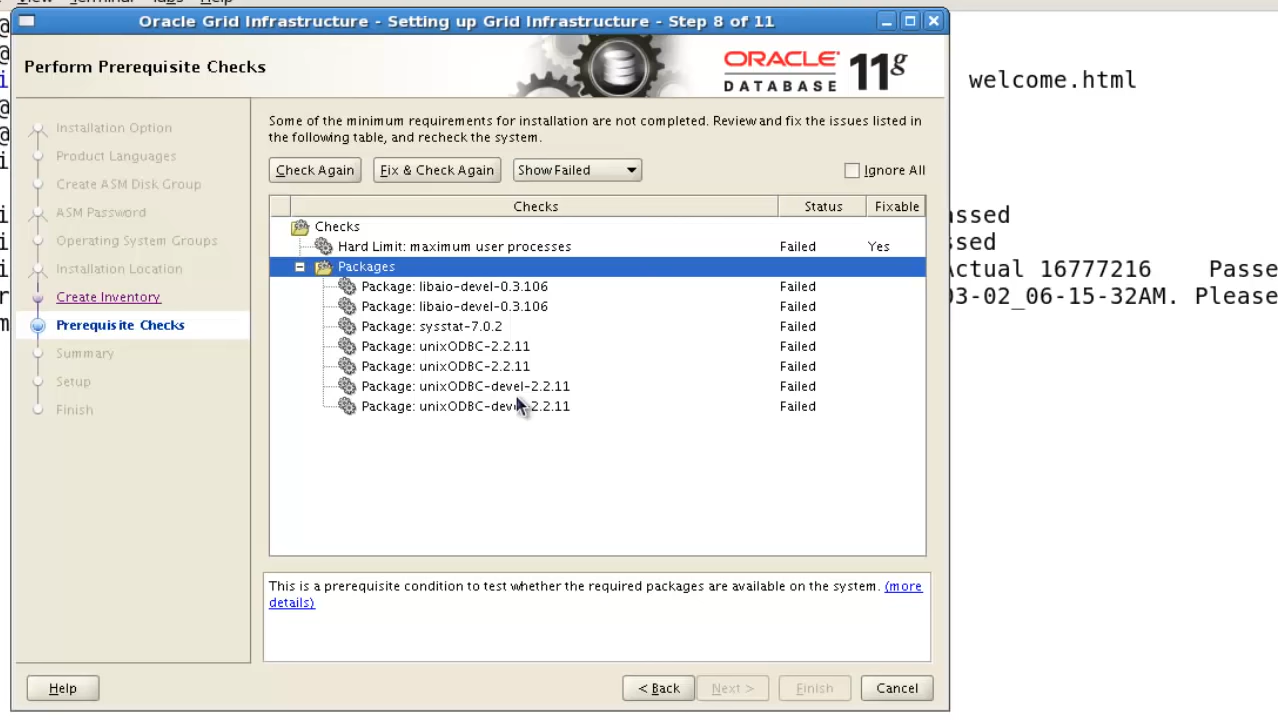 View Terminal Tabs Help
Oracle Grid Infrastructure - Setting up Grid Infrastructure - Step 8 of 11
Perform Prerequisite Checks
ORACLE
DATABASE
11g
welcome.html
Installation Option
Product Languages
Create ASM Disk Group
ASM Password
Operating System Groups
Installation Location
Create Inventory
Prerequisite Checks
Summary
Setup
Finish
Some of the minimum requirements for installation are not completed. Review and fix the issues listed in
the following table, and recheck the system.
Check Again Fix & Check Again Show Failed Ignore All
Checks Status Fixable
Checks
Hard Limit: maximum user processes Failed Yes
Packages
Package: libaio-devel-0.3.106 Failed
Package: libaio-devel-0.3.106 Failed
Package: sysstat-7.0.2 Failed
Package: unixODBC-2.2.11 Failed
Package: unixODBC-2.2.11 Failed
Package: unixODBC-devel-2.2.11 Failed
Package: unixODBC-devel-2.2.11 Failed
assed
ssed
Actual 16777216 Passe
03-02_06-15-32AM. Please
This is a prerequisite condition to test whether the required packages are available on the system. (more
details)
Help < Back Next > Finish Cancel